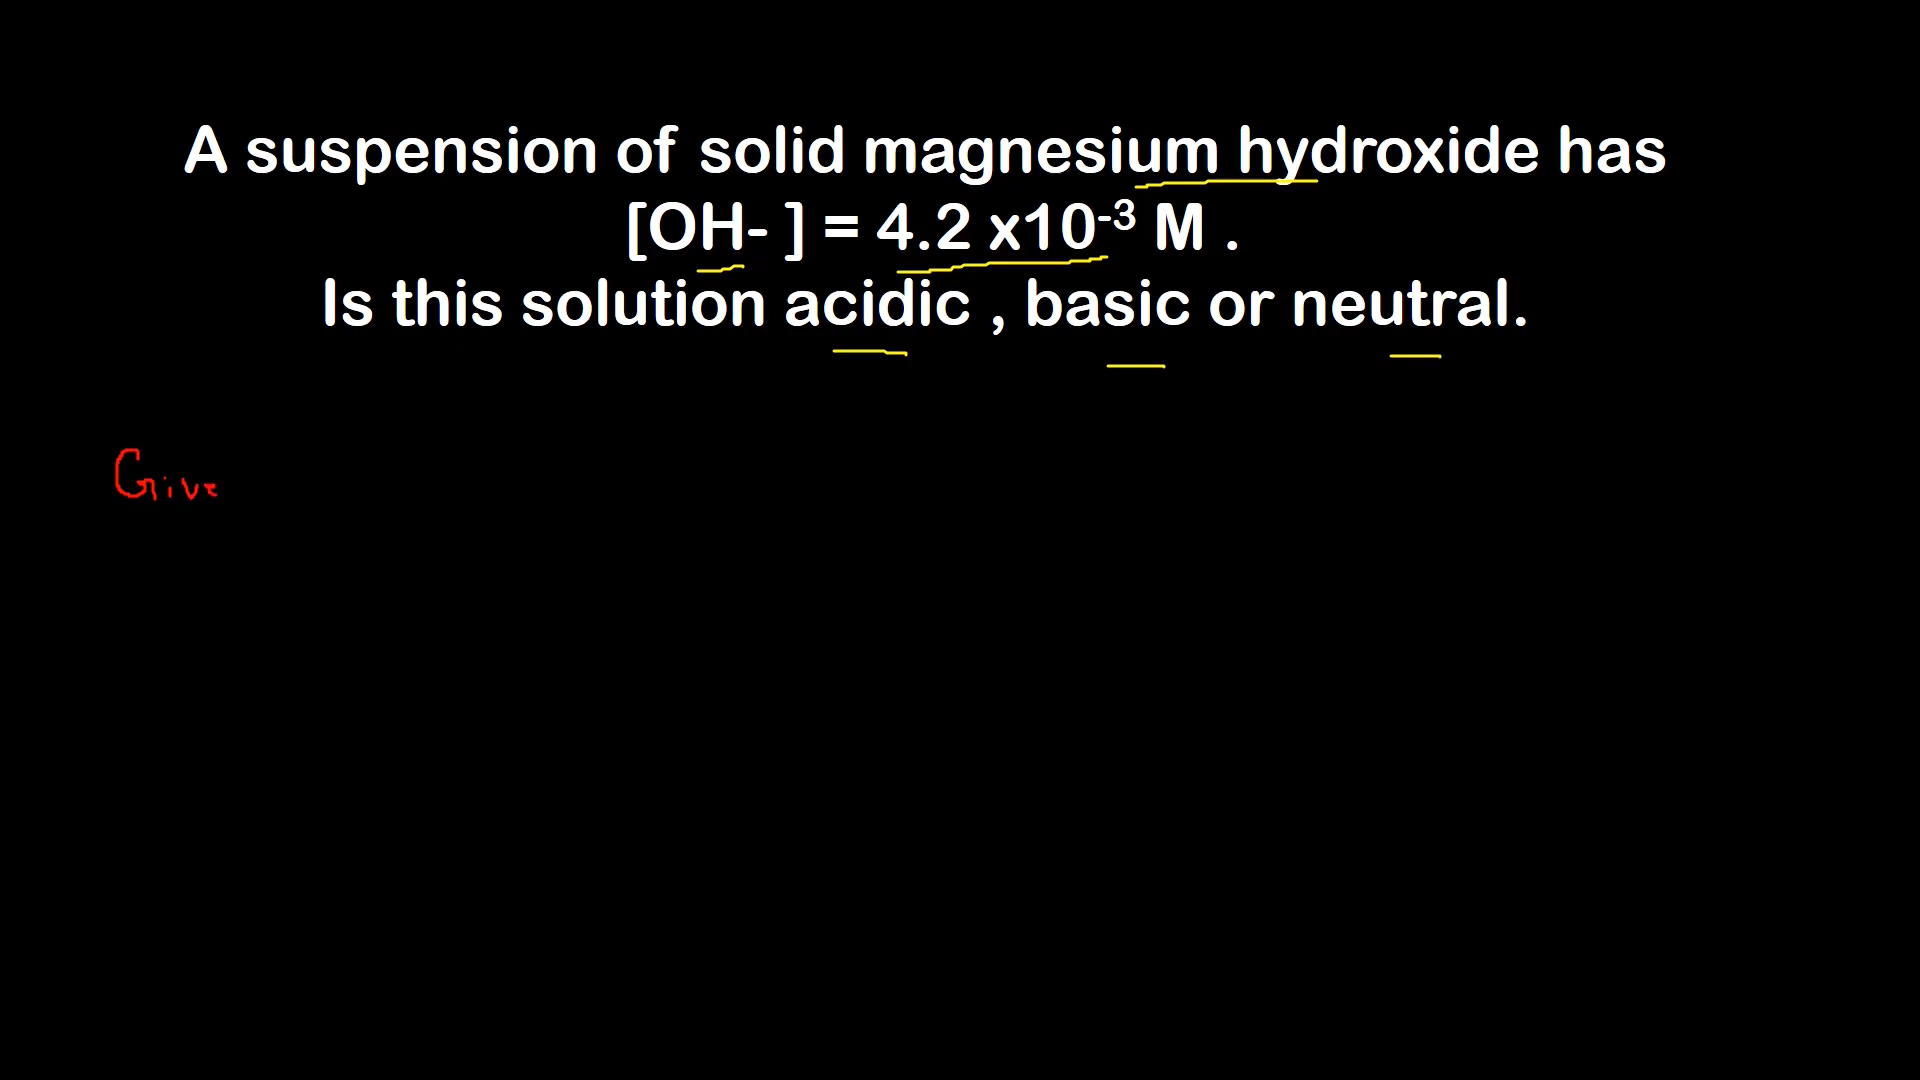 A suspension of solid magnesium hydroxide has
[OH- ] = 4.2 x10⁻³ M .
Is this solution acidic , basic or neutral.
Give